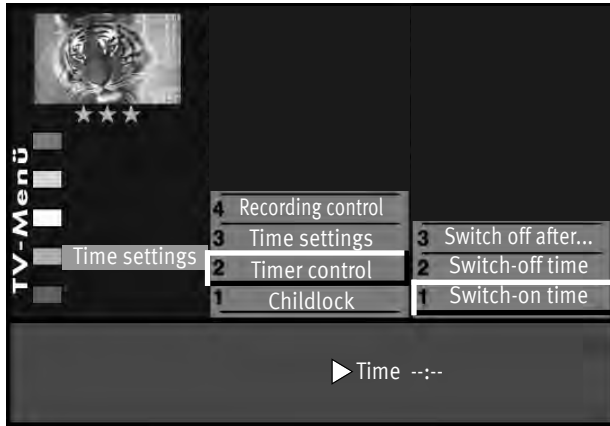 TV-Menü
Time settings
4 Recording control
3 Time settings
2 Timer control
1 Childlock
3 Switch off after...
2 Switch-off time
1 Switch-on time
Time --:--